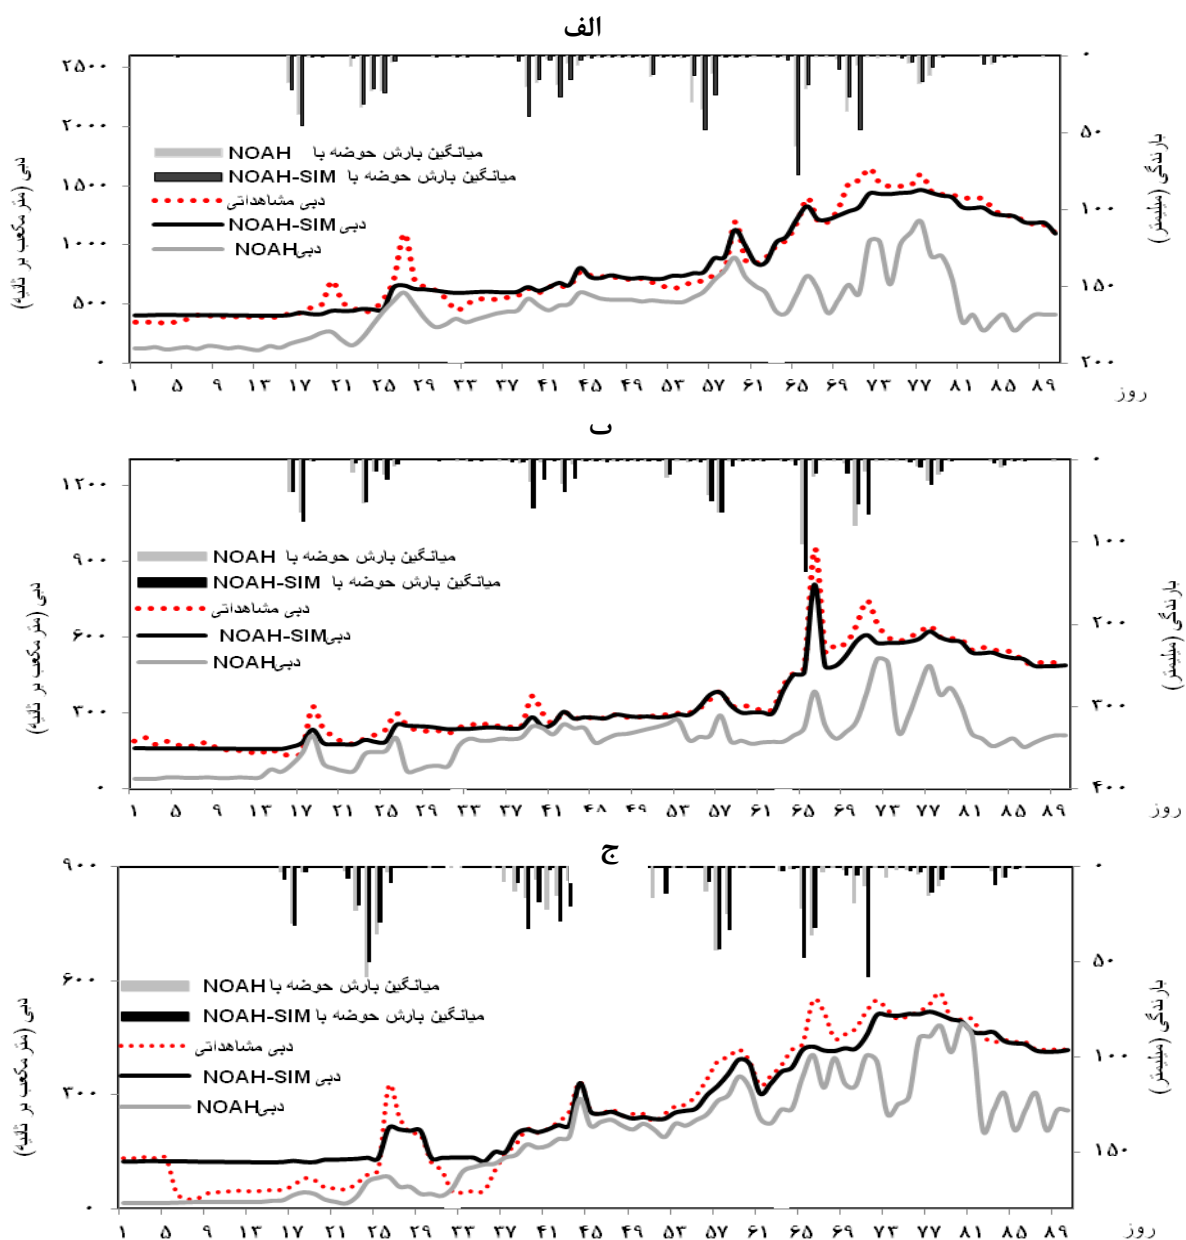 الف
۲۵۰۰
۲۰۰۰
۱۵۰۰
۱۰۰۰
۵۰۰
۰
دبی (متر مکعب بر ثانیه)
میانگین بارش حوضه با NOAH
میانگین بارش حوضه با NOAH-SIM
دبی مشاهداتی
دبی NOAH-SIM
دبی NOAH
۰
۵۰
۱۰۰
۱۵۰
۲۰۰
بارندگی (میلیمتر)
۱ ۵ ۹ ۱۳ ۱۷ ۲۱ ۲۵ ۲۹ ۳۳ ۳۷ ۴۱ ۴۵ ۴۹ ۵۳ ۵۷ ۶۱ ۶۵ ۶۹ ۷۳ ۷۷ ۸۱ ۸۵ ۸۹
روز
ب
۱۲۰۰
۹۰۰
۶۰۰
۳۰۰
۰
دبی (متر مکعب بر ثانیه)
میانگین بارش حوضه با NOAH
میانگین بارش حوضه با NOAH-SIM
دبی مشاهداتی
دبی NOAH-SIM
دبی NOAH
۰
۱۰۰
۲۰۰
۳۰۰
۴۰۰
بارندگی (میلیمتر)
۱ ۵ ۹ ۱۳ ۱۷ ۲۱ ۲۵ ۲۹ ۳۳ ۳۷ ۴۱ ۴۵ ۴۹ ۵۳ ۵۷ ۶۱ ۶۵ ۶۹ ۷۳ ۷۷ ۸۱ ۸۵ ۸۹
روز
ج
۹۰۰
۶۰۰
۳۰۰
۰
دبی (متر مکعب بر ثانیه)
میانگین بارش حوضه با NOAH
میانگین بارش حوضه با NOAH-SIM
دبی مشاهداتی
دبی NOAH-SIM
دبی NOAH
۰
۵۰
۱۰۰
۱۵۰
بارندگی (میلیمتر)
۱ ۵ ۹ ۱۳ ۱۷ ۲۱ ۲۵ ۲۹ ۳۳ ۳۷ ۴۱ ۴۵ ۴۹ ۵۳ ۵۷ ۶۱ ۶۵ ۶۹ ۷۳ ۷۷ ۸۱ ۸۵ ۸۹
روز